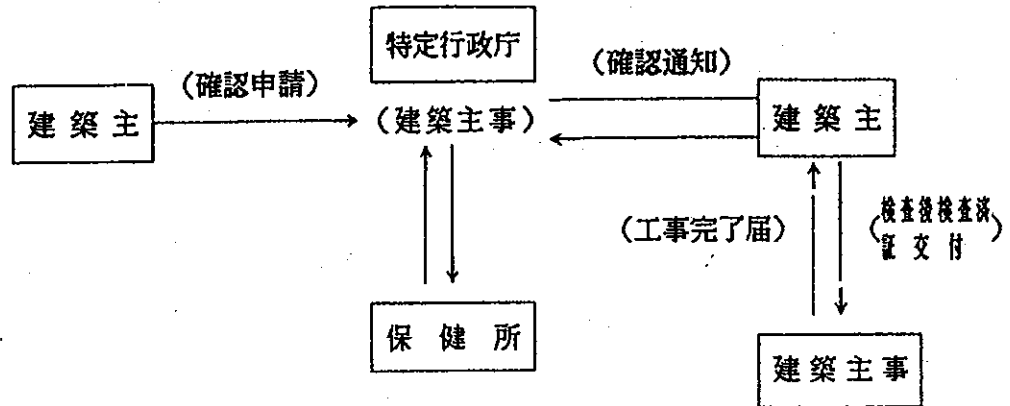 特定行政庁
(確認申請)
(確認通知)
建築主
(建築主事)
建築主
(工事完了届)
(検査後検査済
証交付)
保健所
建築主事